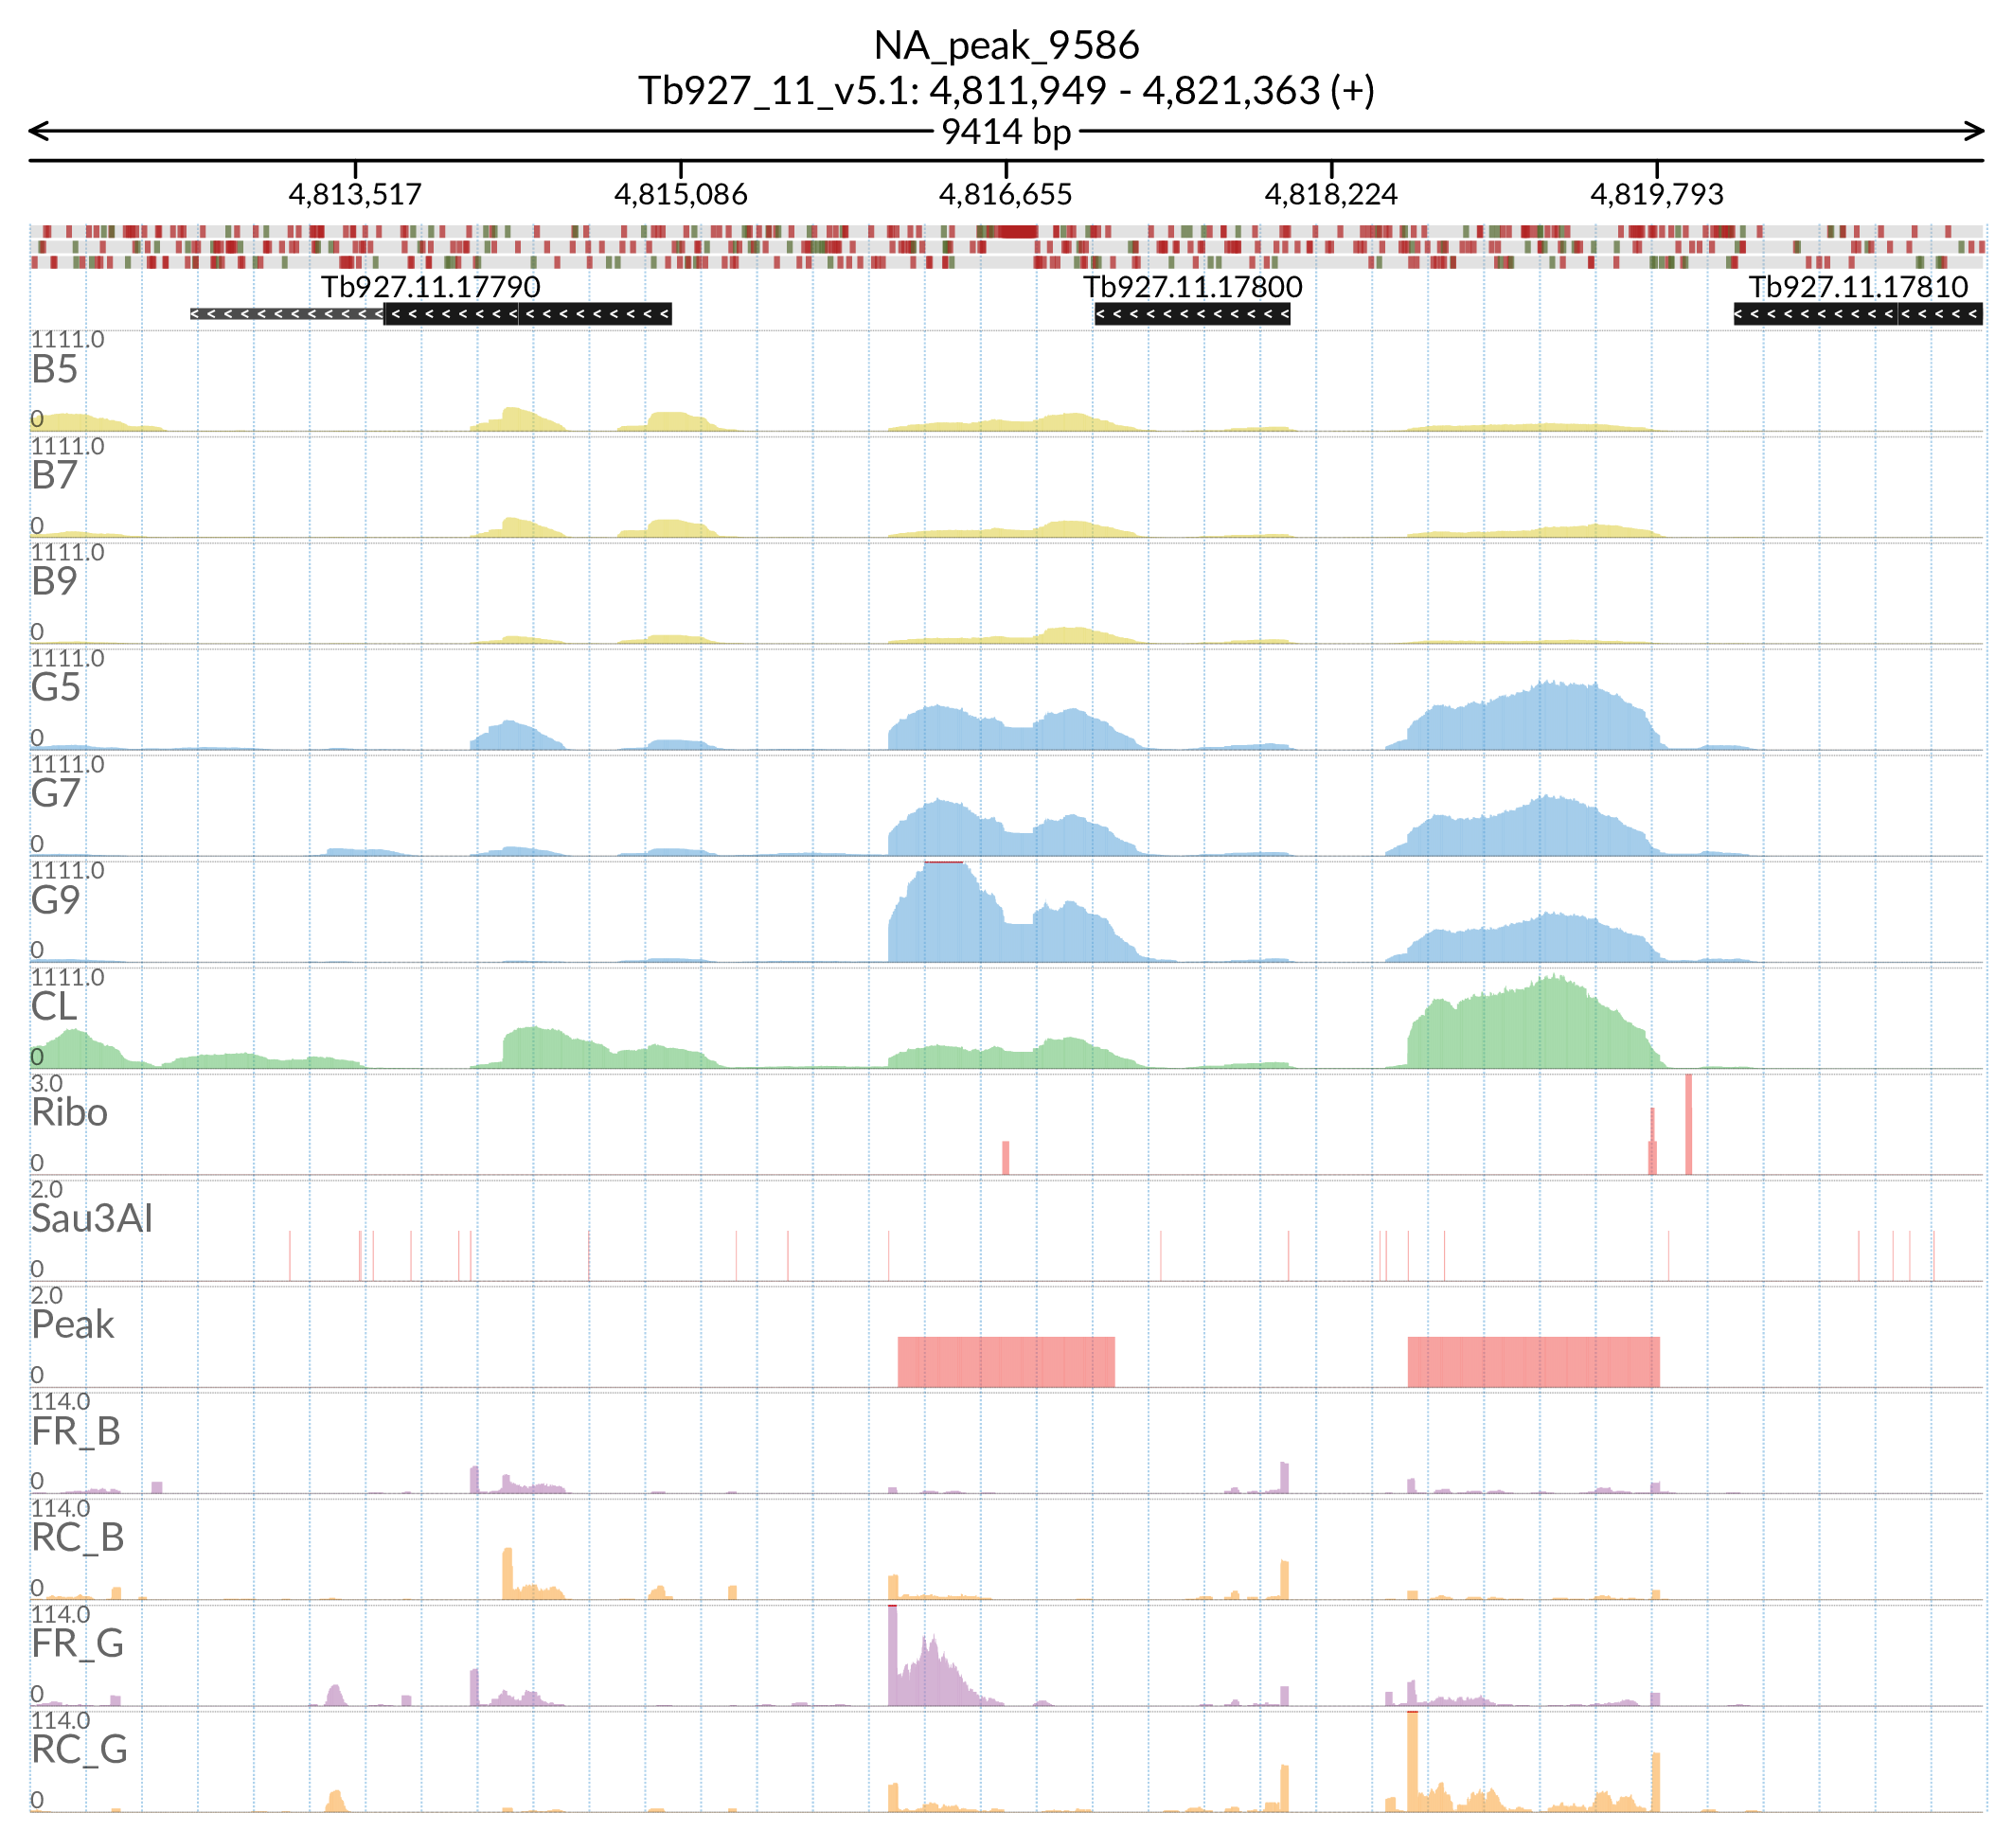 NA_peak_9586
Tb927_11_v5.1: 4,811,949 - 4,821,363 (+)
9414 bp
4,813,517 4,815,086 4,816,655 4,818,224 4,819,793
Tb927.11.17790 Tb927.11.17800 Tb927.11.17810
1111.0
B5
0
1111.0
B7
0
1111.0
B9
0
1111.0
G5
0
1111.0
G7
0
1111.0
G9
0
1111.0
CL
0
3.0
Ribo
0
2.0
Sau3AI
0
2.0
Peak
0
114.0
FR_B
0
114.0
RC_B
0
114.0
FR_G
0
114.0
RC_G
0